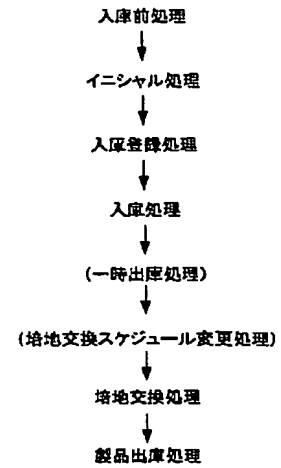 入庫前処理
イニシャル処理
入庫登録処理
入庫処理
(一時出庫処理)
(培地交換スケジュール変更処理)
培地交換処理
製品出庫処理